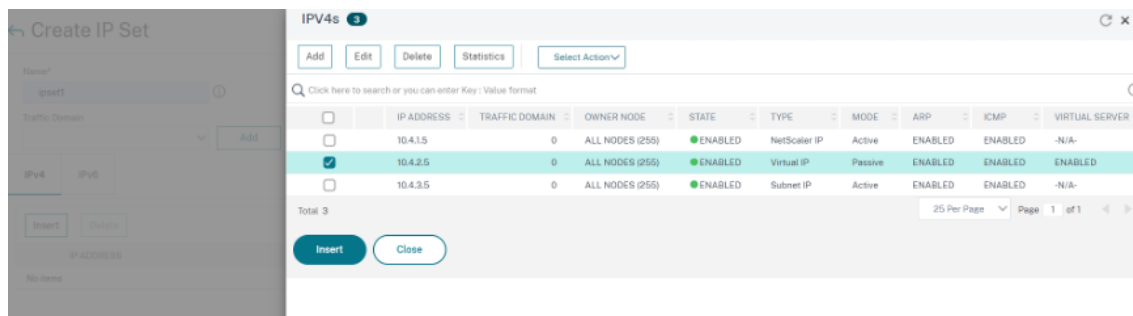 Create IP Set
Name*
ipset1
Traffic Domain
Add
IPv4 IPv6
Insert Delete
IP ADDRESS
No items
IPV4s 3
Add Edit Delete Statistics Select Action
Click here to search or you can enter Key : Value format
IP ADDRESS TRAFFIC DOMAIN OWNER NODE STATE TYPE MODE ARP ICMP VIRTUAL SERVER
10.4.1.5 0 ALL NODES (255) ENABLED NetScaler IP Active ENABLED ENABLED -N/A-
10.4.2.5 0 ALL NODES (255) ENABLED Virtual IP Passive ENABLED ENABLED ENABLED
10.4.3.5 0 ALL NODES (255) ENABLED Subnet IP Active ENABLED ENABLED -N/A-
Total 3 25 Per Page Page 1 of 1
Insert Close